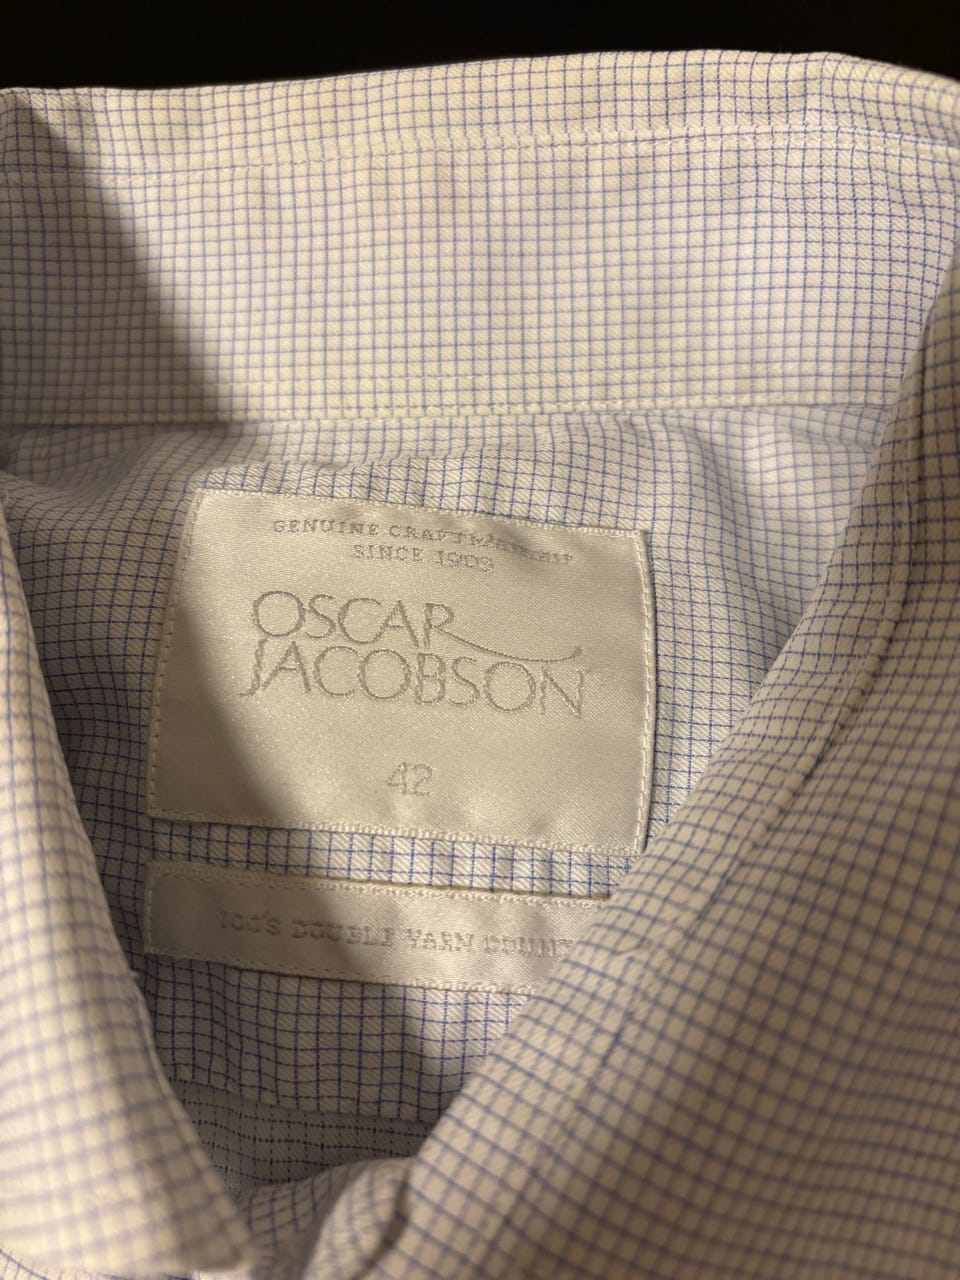 GENUINE CRAFTMANSHIP
SINCE 1903
OSCAR
JACOBSON
42
100'S DOUBLE YARN COUNT